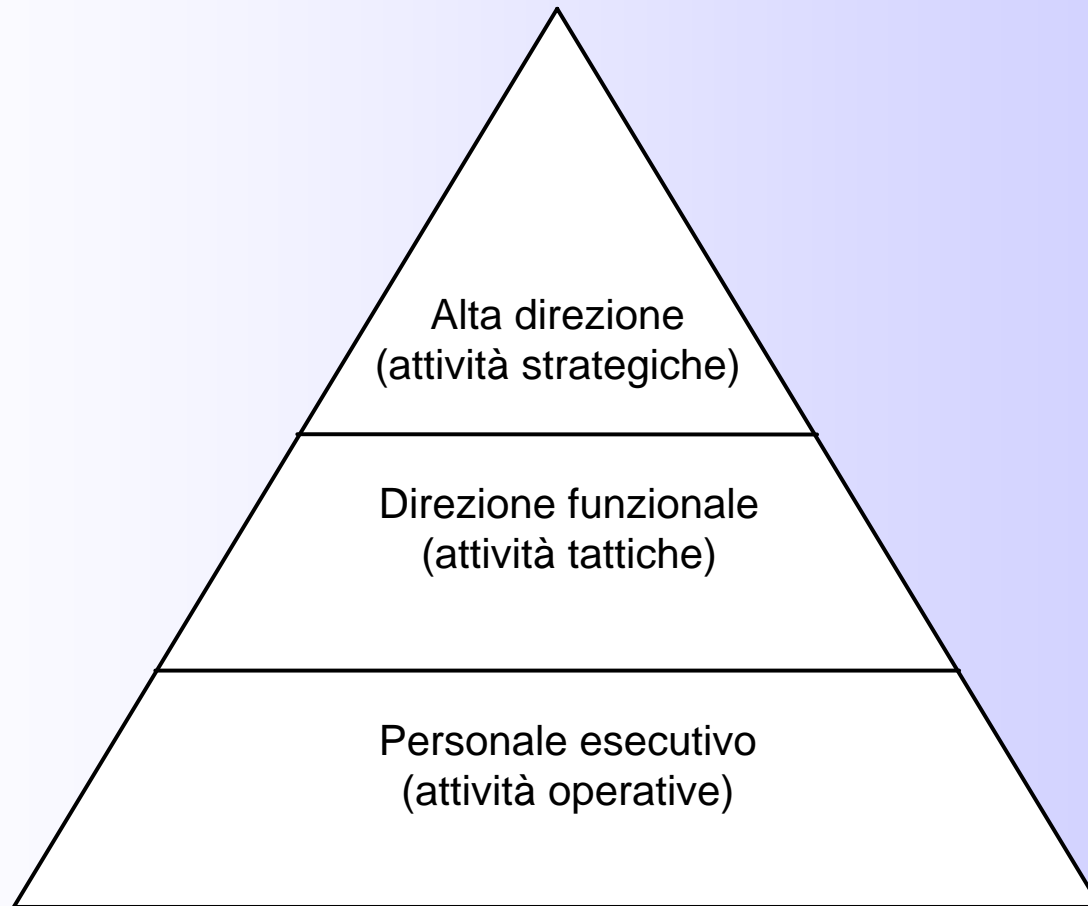 Alta direzione
(attività strategiche)
Direzione funzionale
(attività tattiche)
Personale esecutivo
(attività operative)